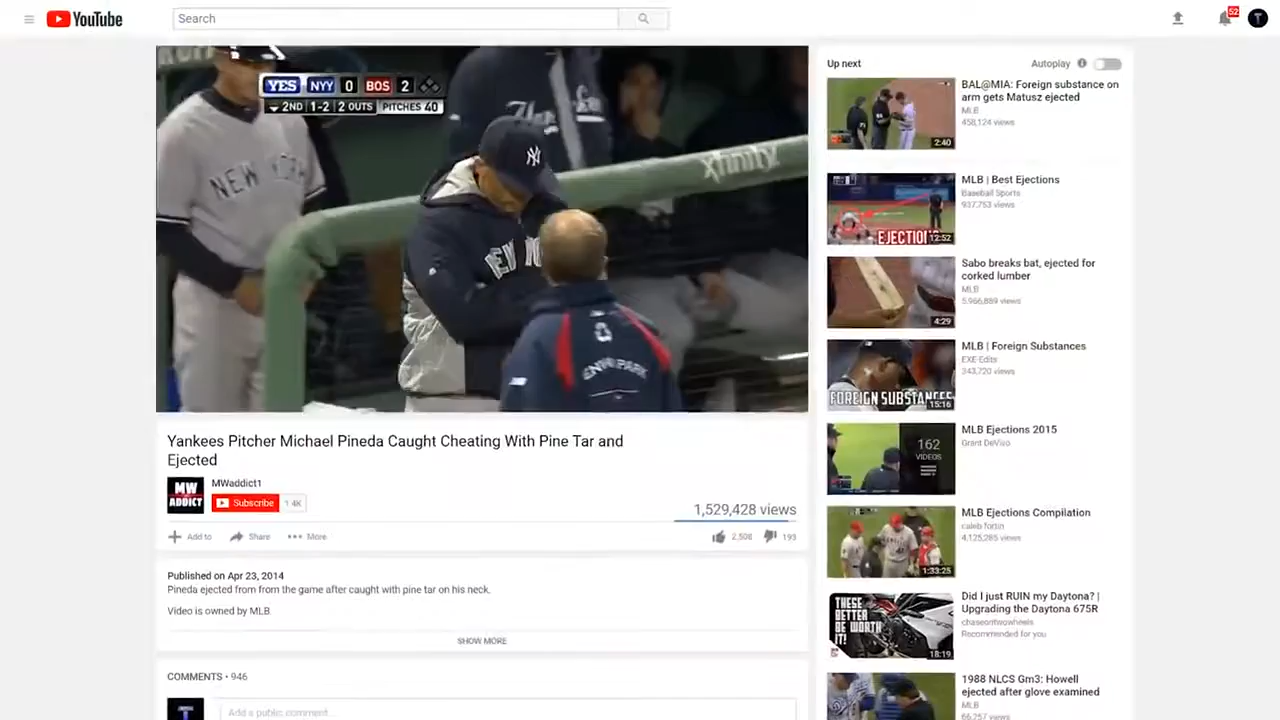 YouTube
Search
52
T
YES NYY 0 BOS 2
2ND 1-2 2 OUTS PITCHES 40
NEW YORK
xfinity
Yankees Pitcher Michael Pineda Caught Cheating With Pine Tar and
Ejected
MW
ADDICT
MWaddict1
Subscribe 1.4K
1,529,428 views
Add to Share More
2,508 193
Published on Apr 23, 2014
Pineda ejected from from the game after caught with pine tar on his neck.
Video is owned by MLB
SHOW MORE
COMMENTS • 946
Add a public comment...
Up next Autoplay
BAL@MIA: Foreign substance on
arm gets Matusz ejected
MLB
458,124 views
2:40
MLB | Best Ejections
Baseball Sports
937,753 views
12:52
Sabo breaks bat, ejected for
corked lumber
MLB
5,966,889 views
4:29
MLB | Foreign Substances
EXE-Edits
343,720 views
FOREIGN SUBSTANCES
15:16
MLB Ejections 2015
Grant DeVivo
162
VIDEOS
MLB Ejections Compilation
caleb fortin
4,125,285 views
1:33:25
Did I just RUIN my Daytona? |
Upgrading the Daytona 675R
chaseontwowheels
Recommended for you
THESE
BETTER
BE WORTH
IT!
18:19
1988 NLCS Gm3: Howell
ejected after glove examined
MLB
66,257 views